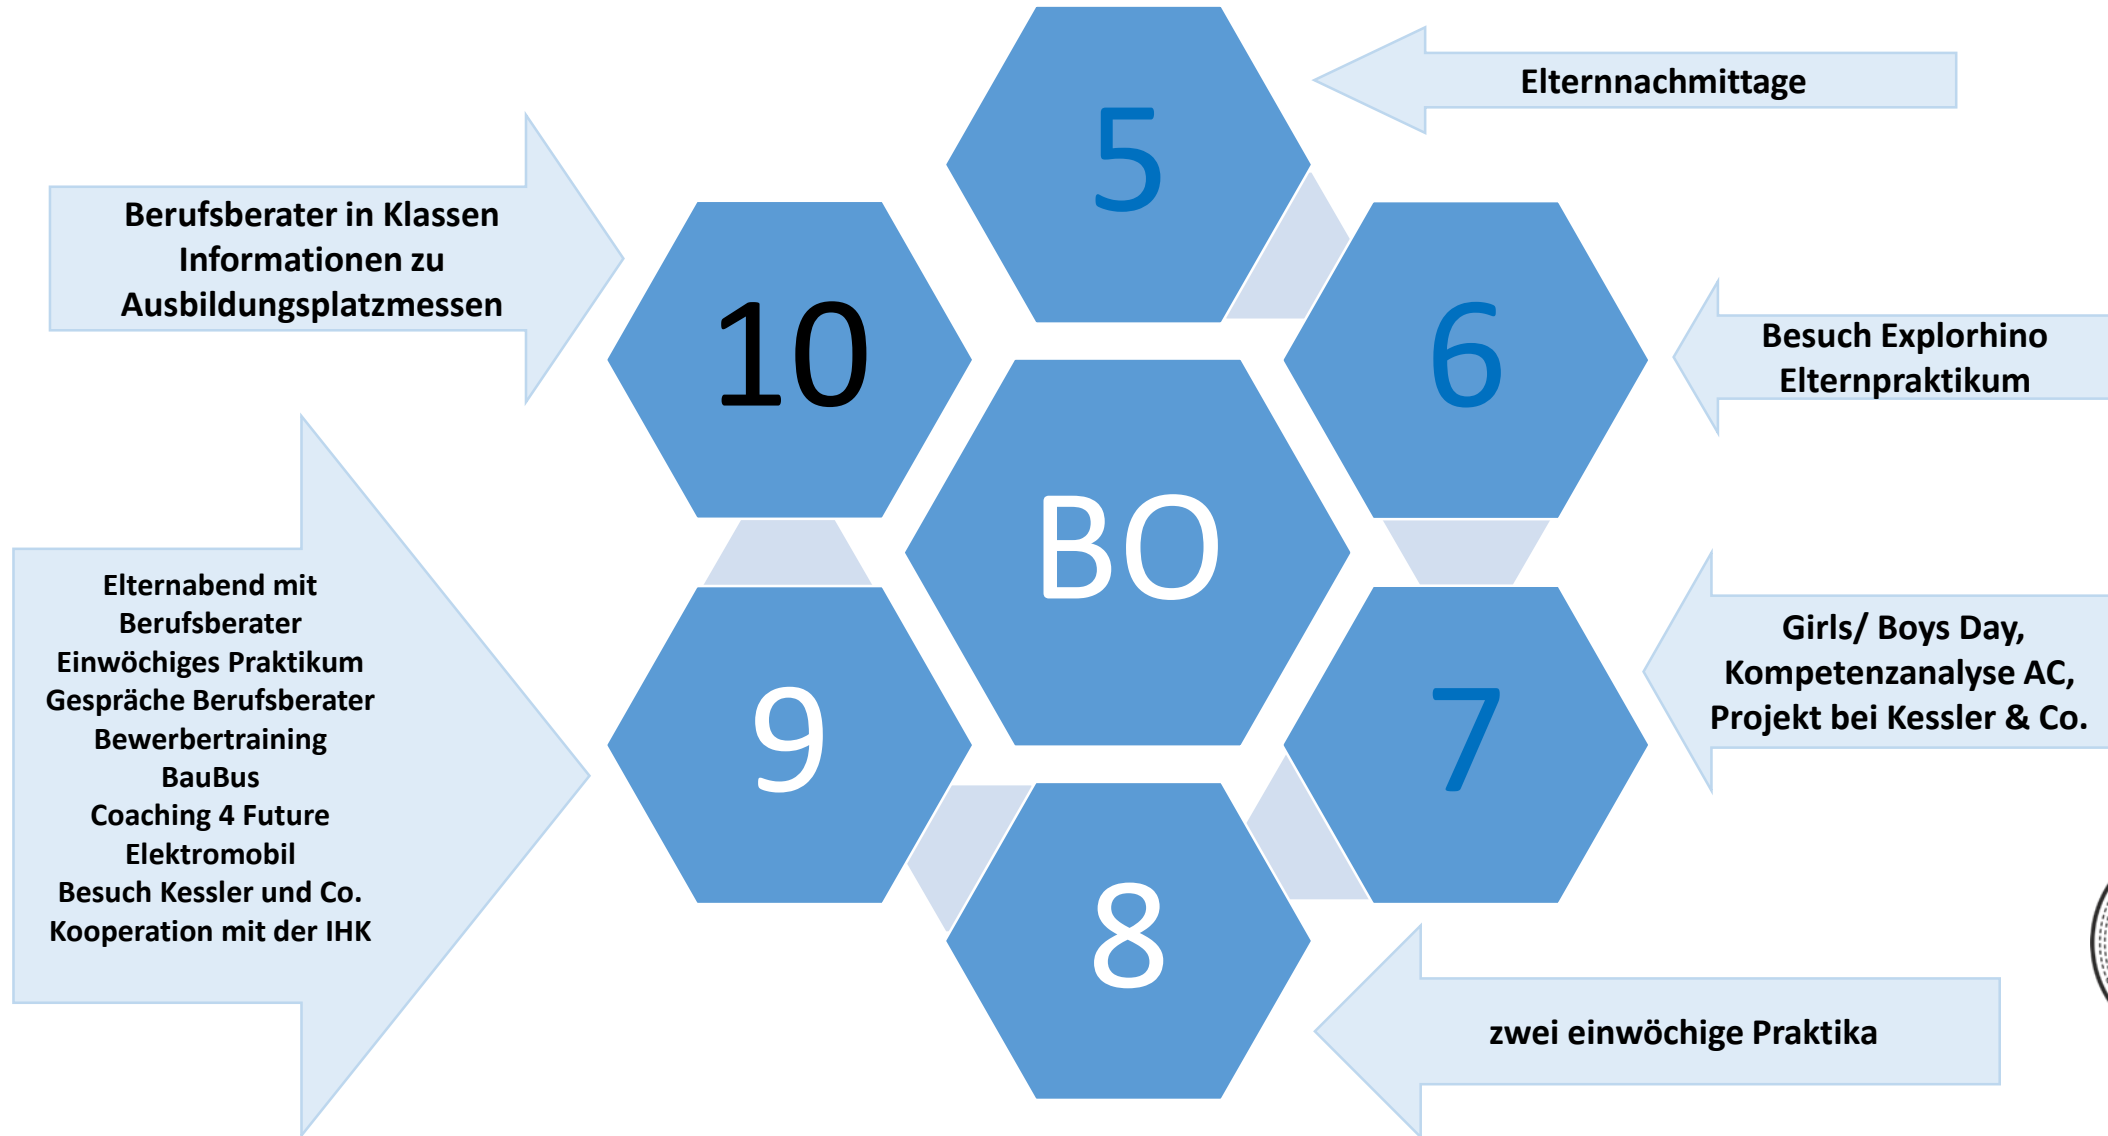 5
Elternnachmittage
Berufsberater in Klassen
Informationen zu
Ausbildungsplatzmessen
10
6
Besuch Explorhino
Elternpraktikum
BO
Elternabend mit
Berufsberater
Einwöchiges Praktikum
Gespräche Berufsberater
Bewerbertraining
BauBus
Coaching 4 Future
Elektromobil
Besuch Kessler und Co.
Kooperation mit der IHK
9
7
Girls/ Boys Day,
Kompetenzanalyse AC,
Projekt bei Kessler & Co.
8
zwei einwöchige Praktika